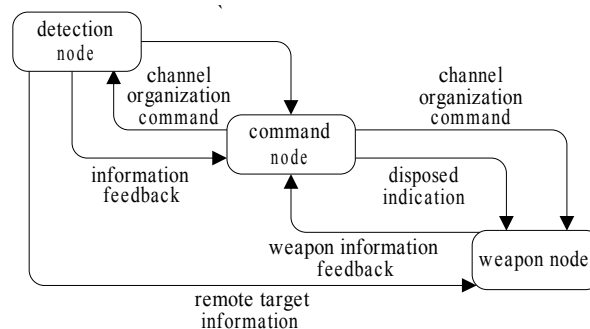 detection
node
channel
organization
command
channel
organization
command
command
node
information
feedback
disposed
indication
weapon information
feedback
weapon node
remote target
information